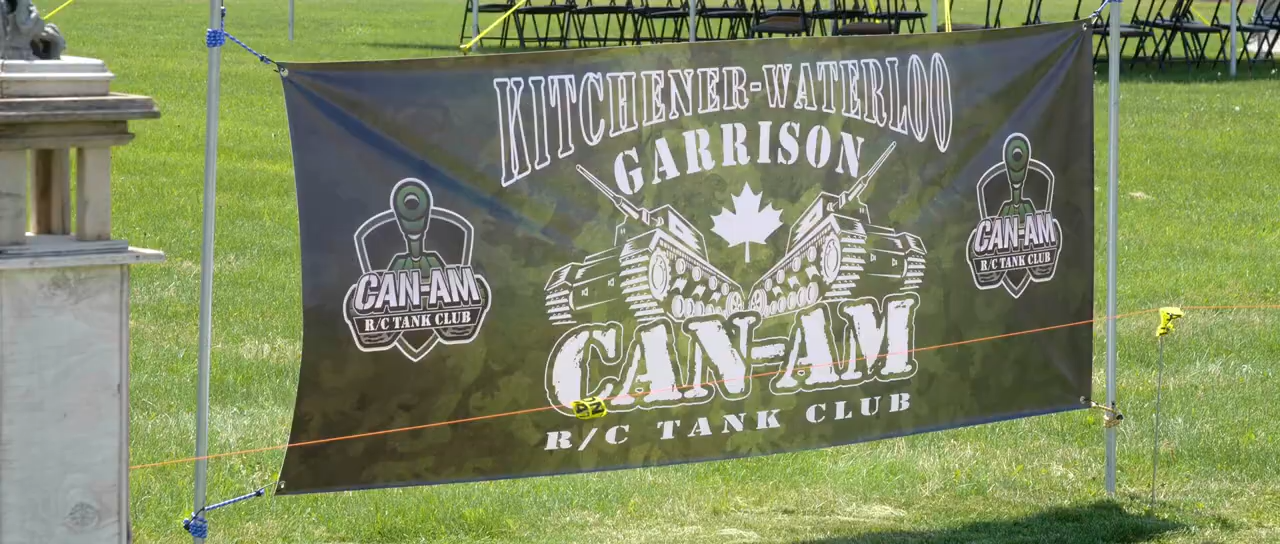 KITCHENER-WATERLOO
GARRISON
CAN-AM
R/C TANK CLUB
CAN-AM
R/C TANK CLUB
CAN-AM
R/C TANK CLUB